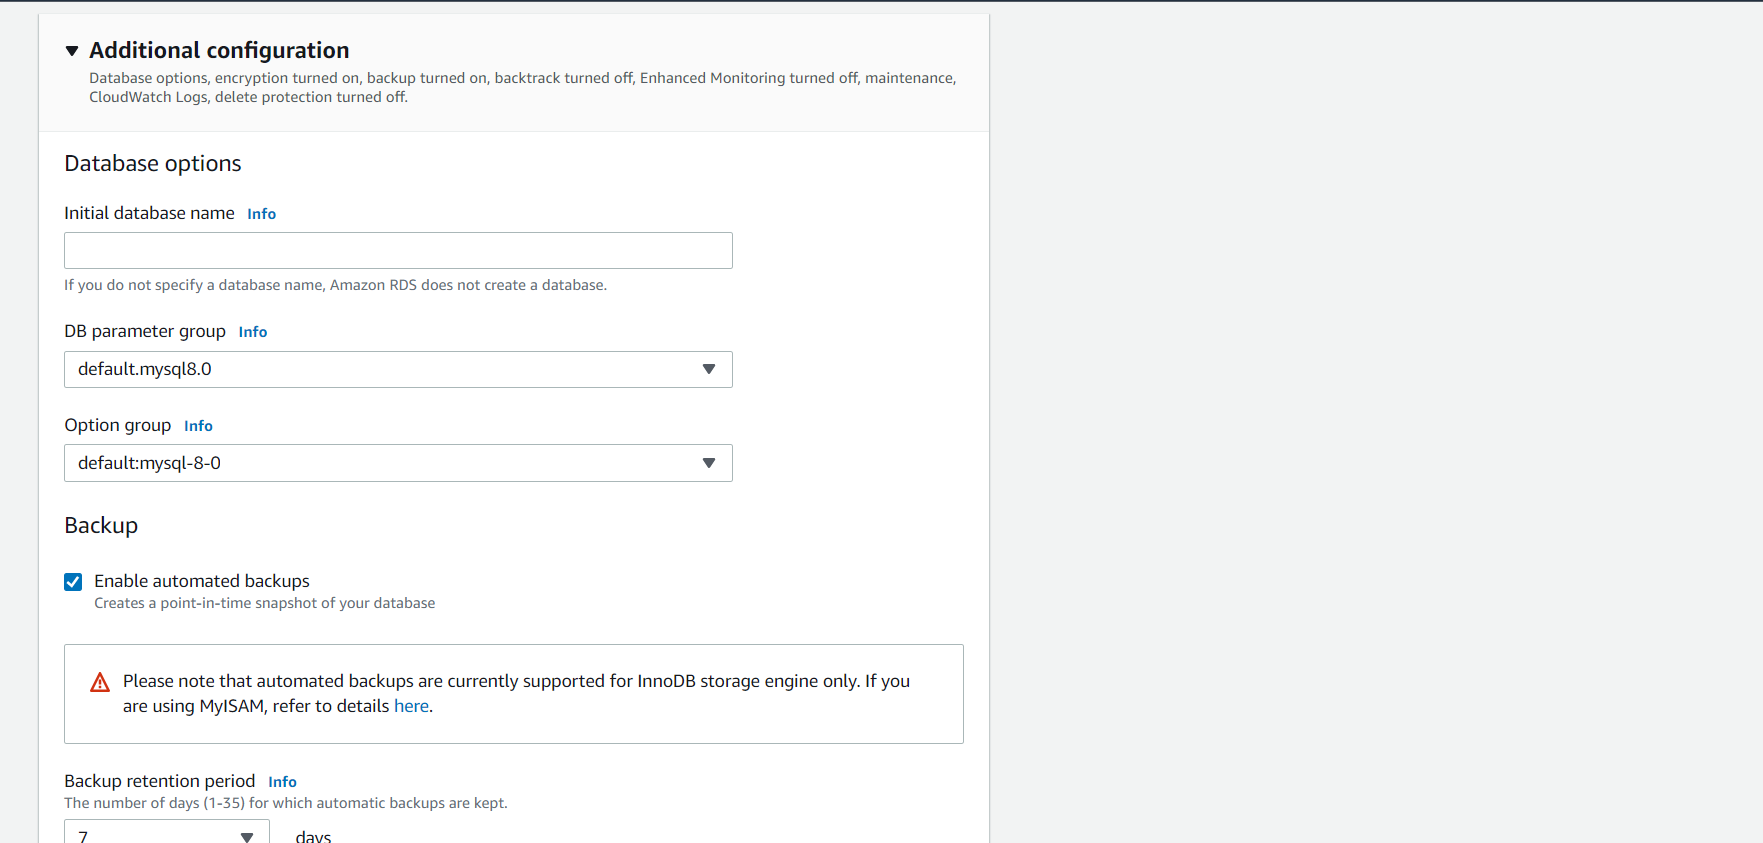 Additional configuration
Database options, encryption turned on, backup turned on, backtrack turned off, Enhanced Monitoring turned off, maintenance,
CloudWatch Logs, delete protection turned off.
Database options
Initial database name Info
If you do not specify a database name, Amazon RDS does not create a database.
DB parameter group Info
default.mysql8.0
Option group Info
default:mysql-8-0
Backup
Enable automated backups
Creates a point-in-time snapshot of your database
Please note that automated backups are currently supported for InnoDB storage engine only. If you
are using MyISAM, refer to details here.
Backup retention period Info
The number of days (1-35) for which automatic backups are kept.
7 days